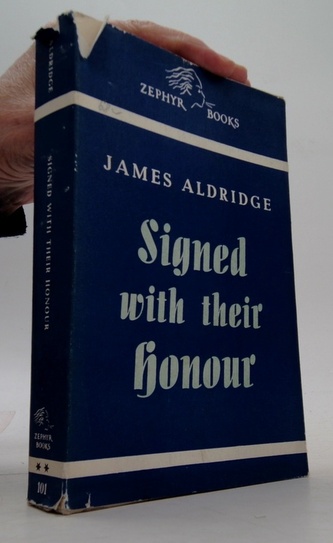 ZEPHYR
BOOKS
JAMES ALDRIDGE
Signed
with their
honour
ALDRIDGE
SIGNED WITH THEIR HONOUR
ZEPHYR
BOOKS
**
101